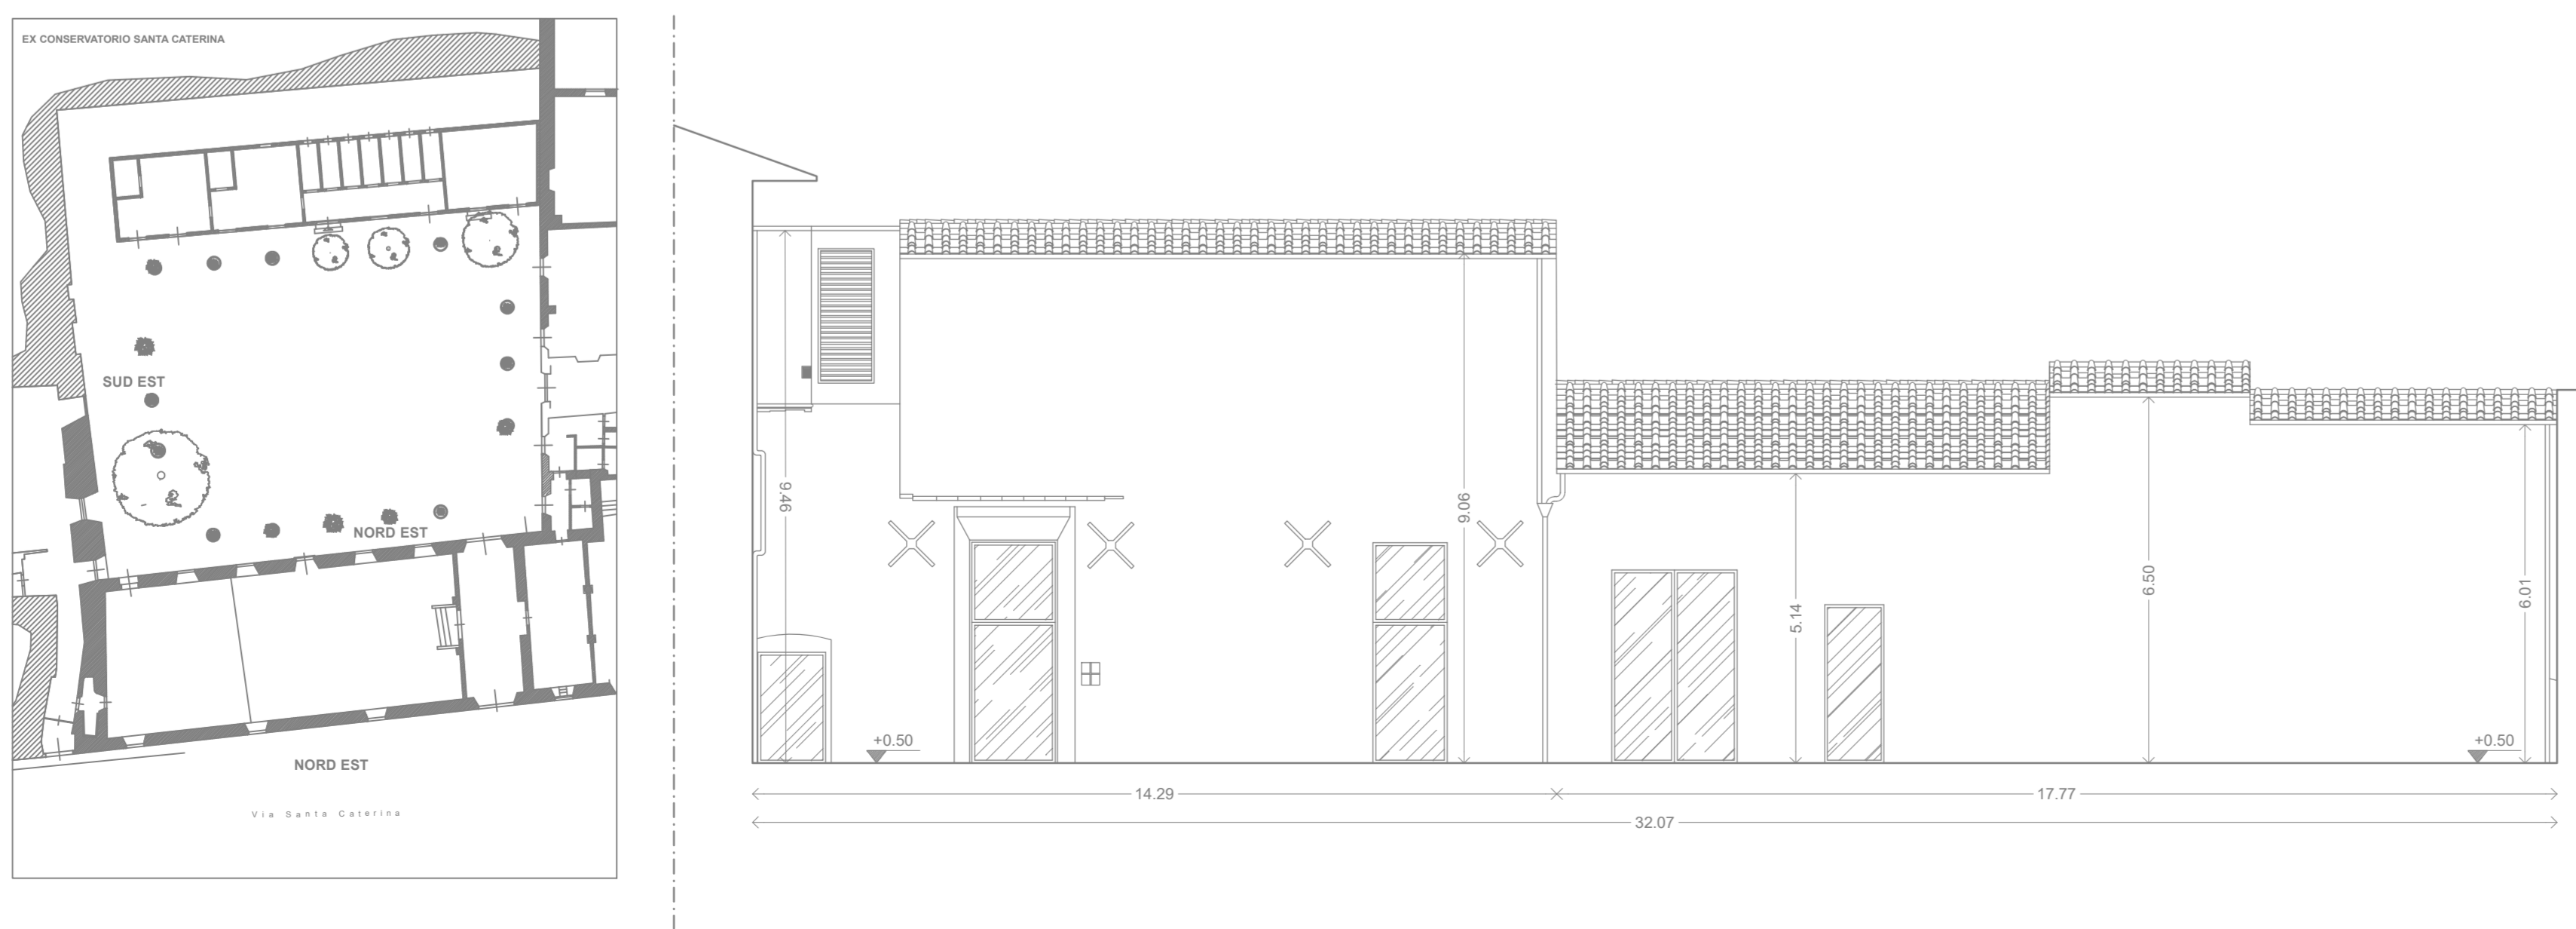 EX CONSERVATORIO SANTA CATERINA
SUD EST
NORD EST
NORD EST
Via Santa Caterina
9.46
9.06
5.14
6.50
6.01
+0.50
+0.50
14.29
17.77
32.07